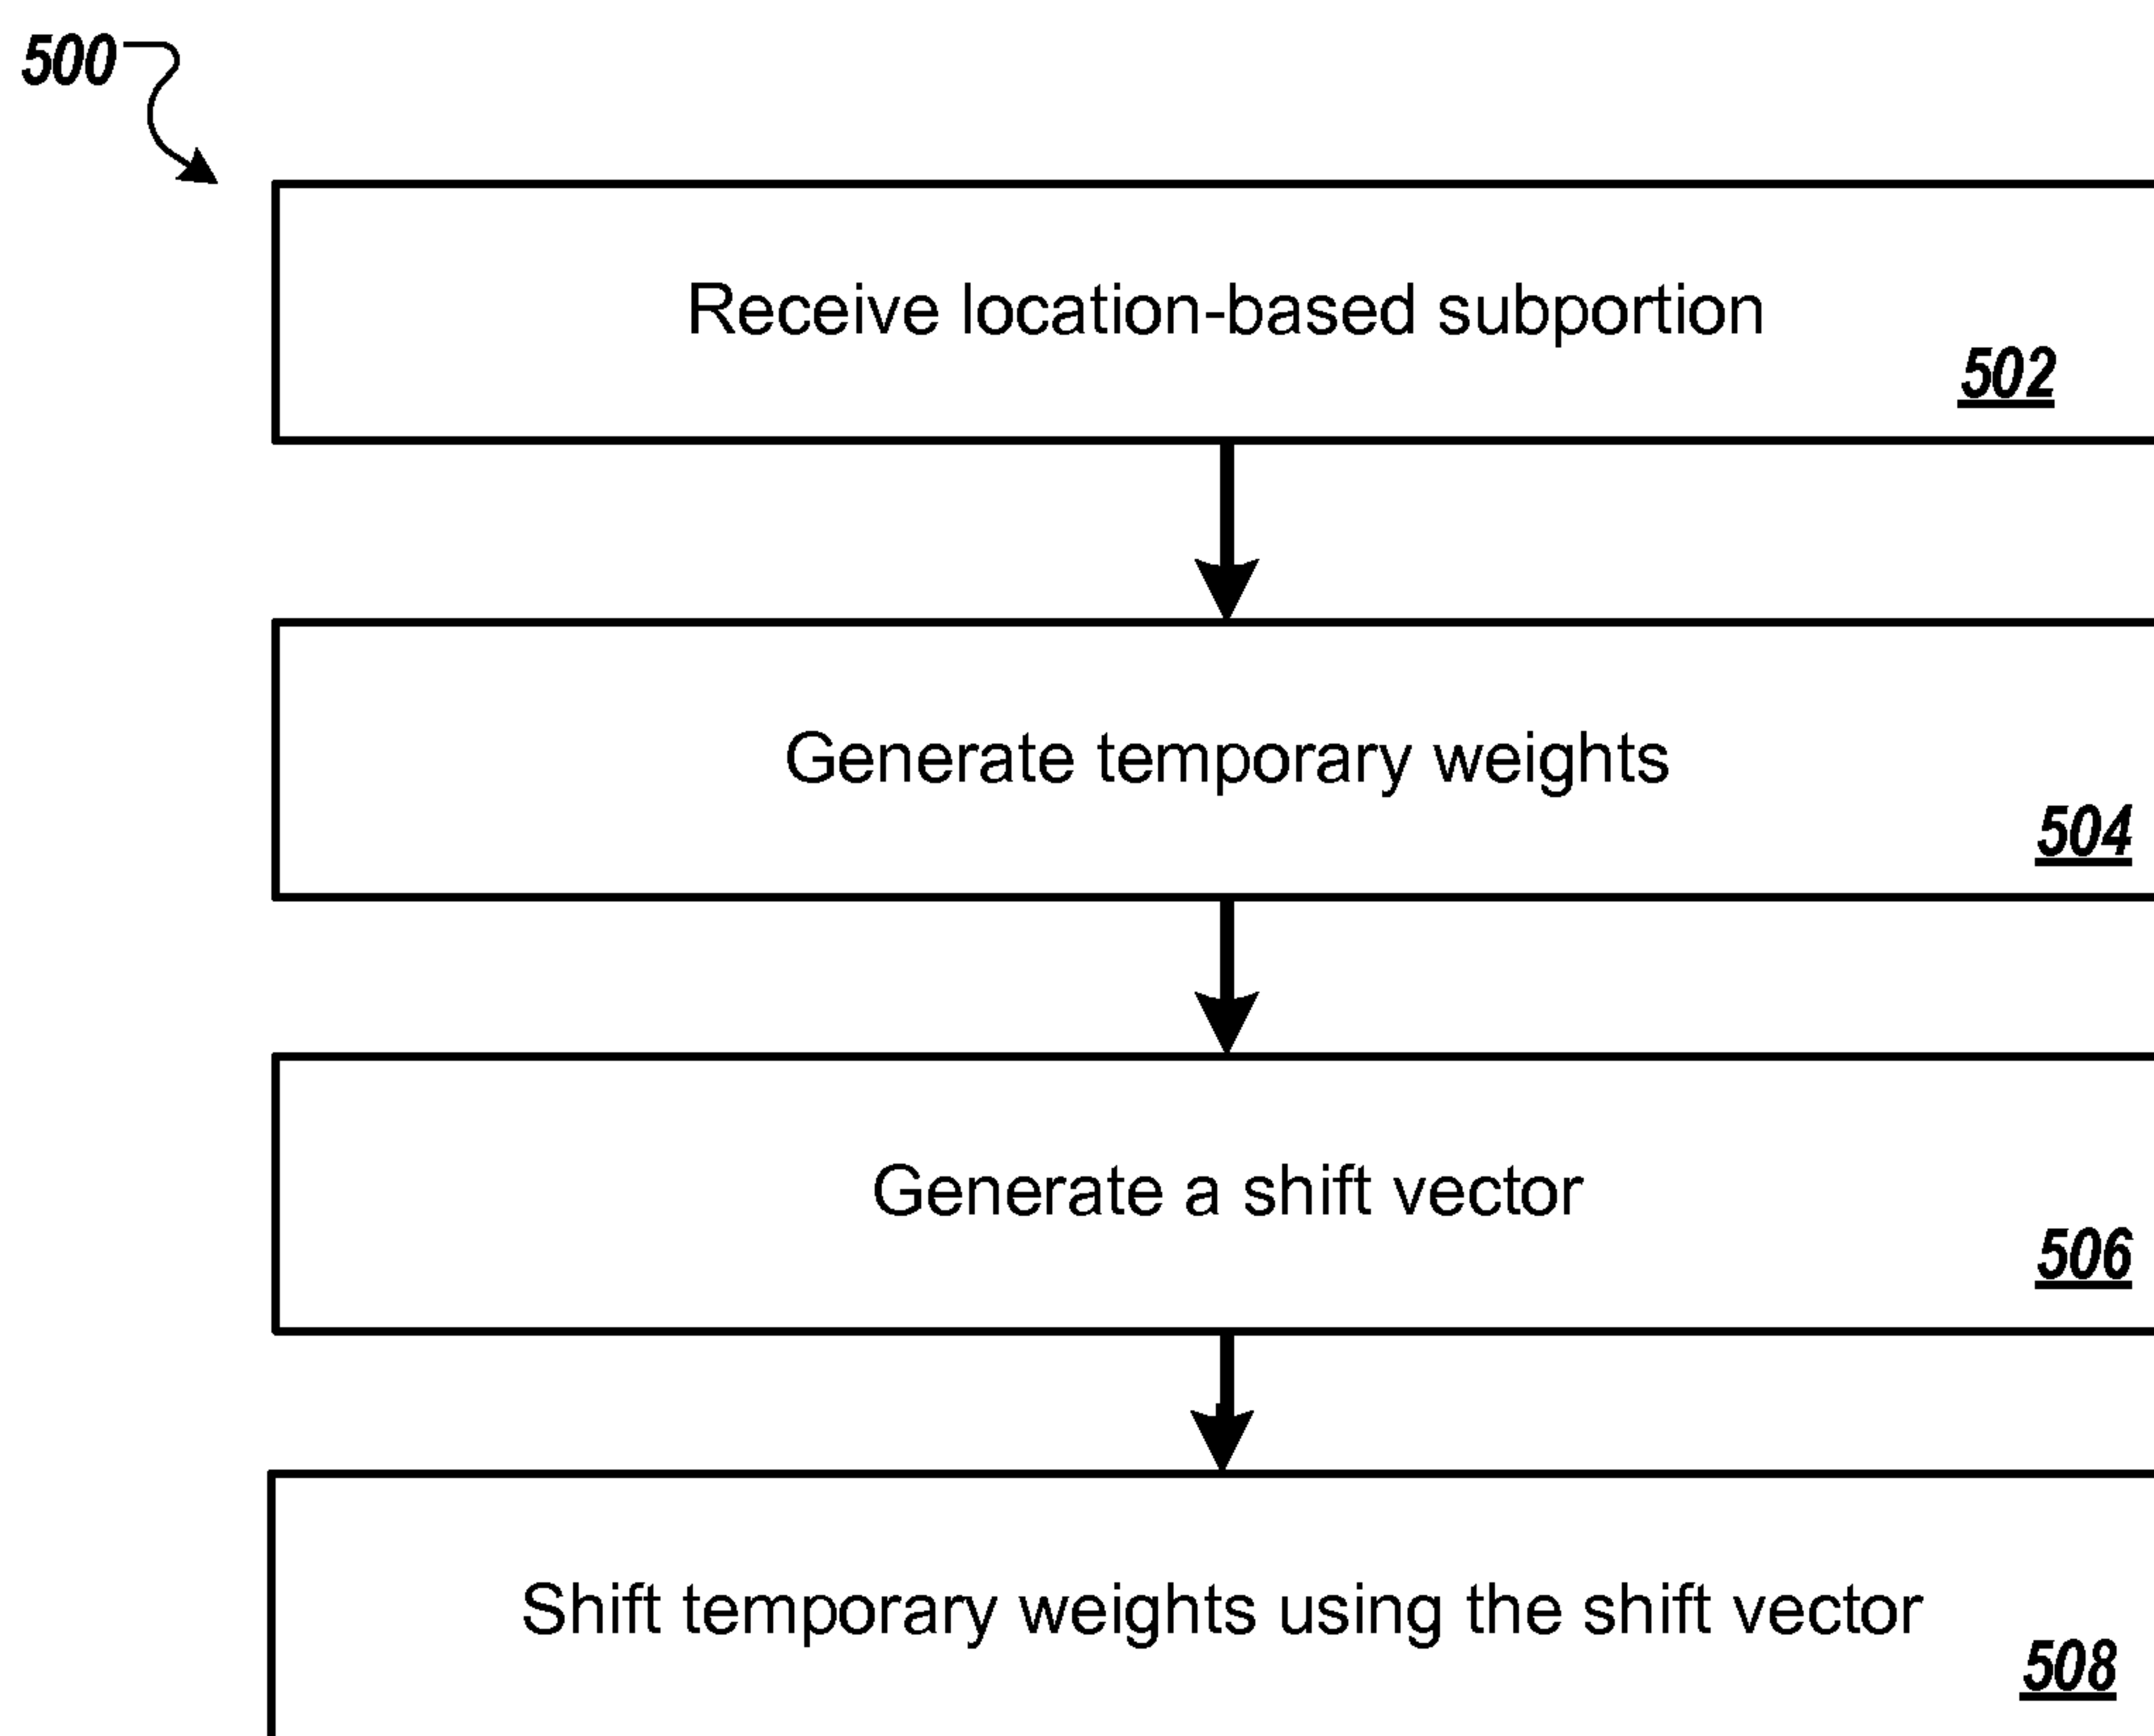 500
Receive location-based subportion
502
Generate temporary weights
504
Generate a shift vector
506
Shift temporary weights using the shift vector
508